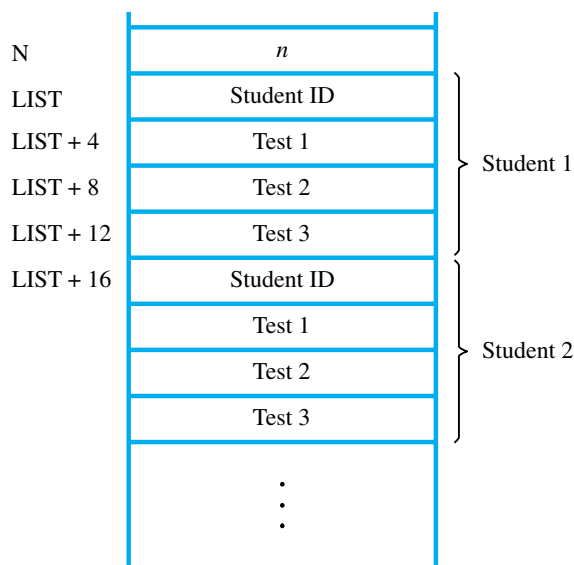 N n
LIST Student ID
LIST + 4 Test 1
Student 1
LIST + 8 Test 2
LIST + 12 Test 3
LIST + 16 Student ID
Test 1
Student 2
Test 2
Test 3